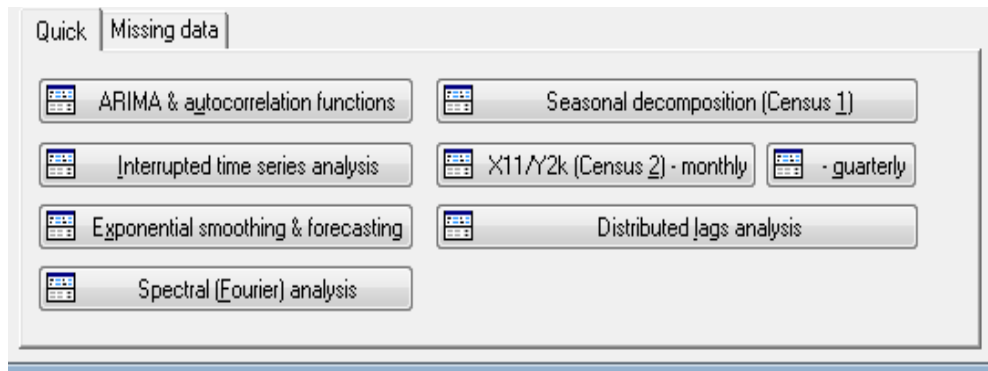 Quick Missing data
ARIMA & autocorrelation functions Seasonal decomposition (Census 1)
Interrupted time series analysis X11/Y2k (Census 2) - monthly - quarterly
Exponential smoothing & forecasting Distributed lags analysis
Spectral (Fourier) analysis